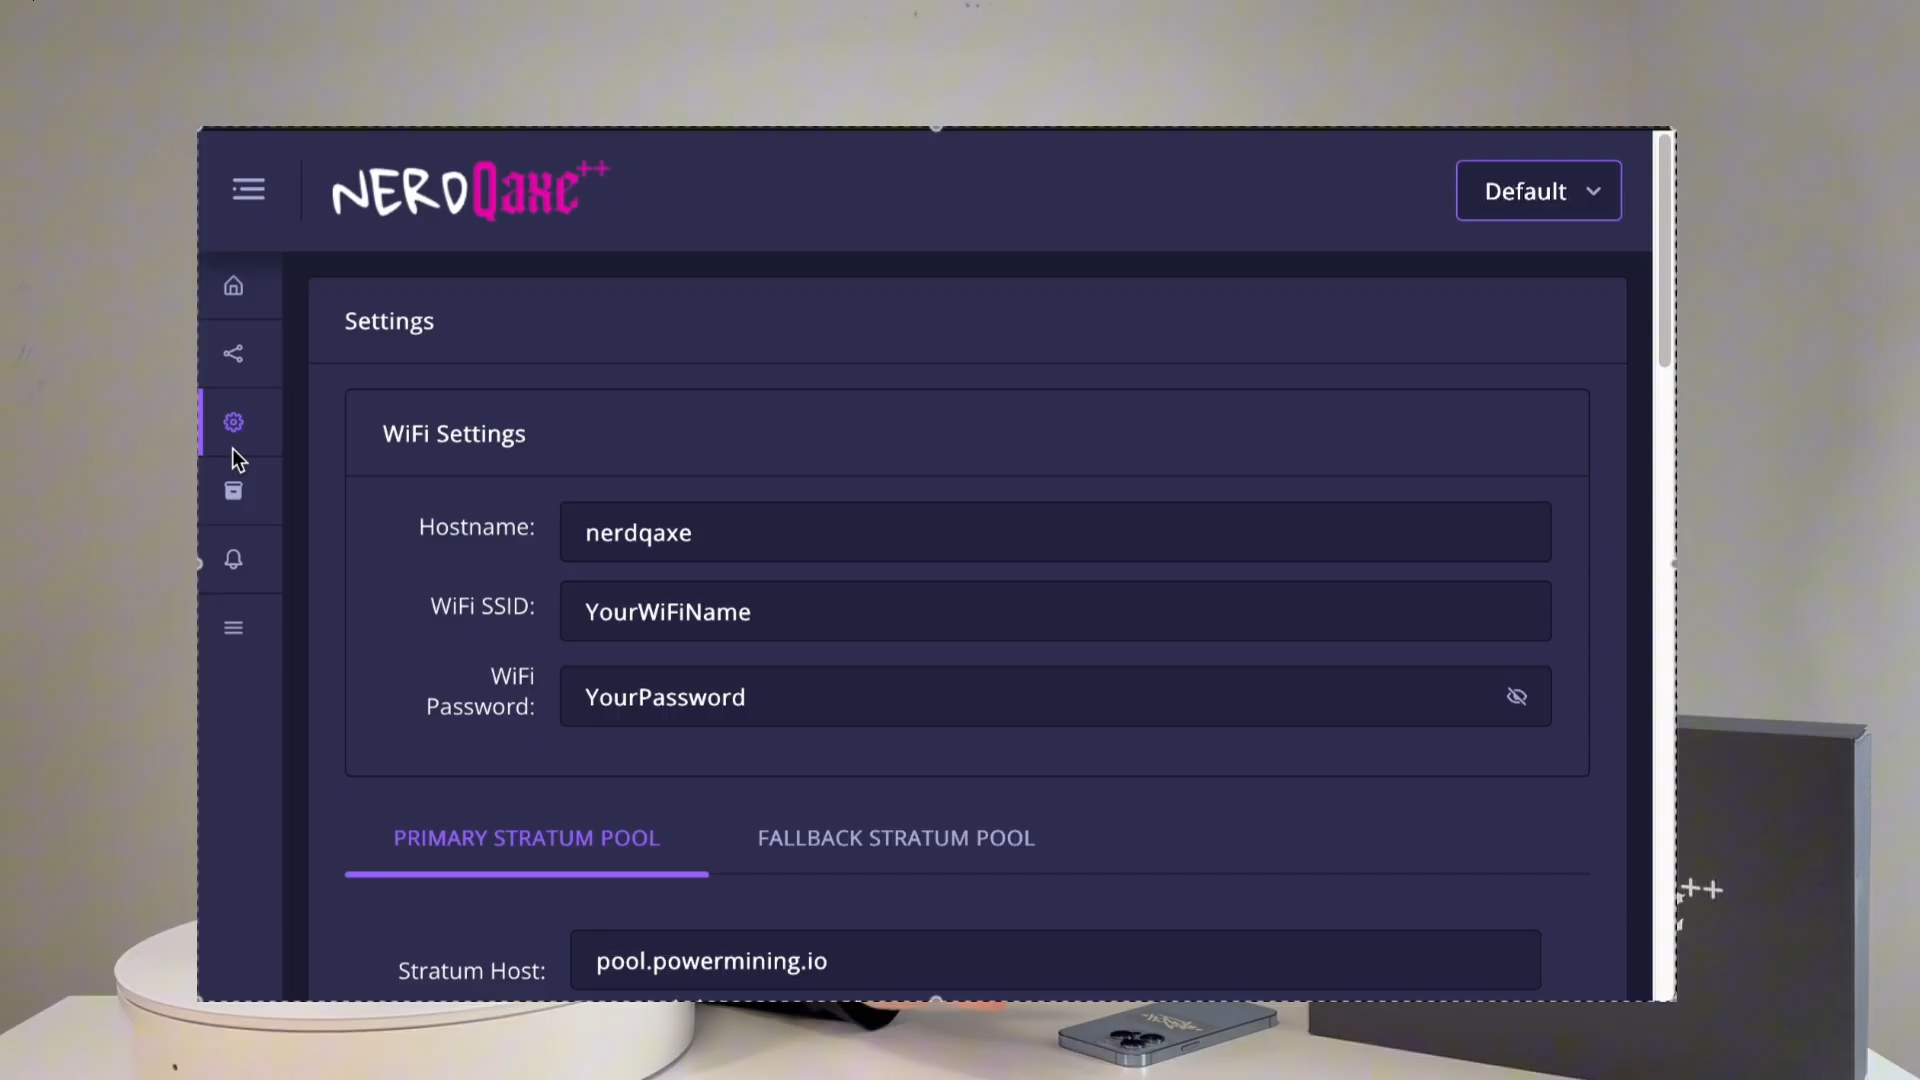 NERDQaxe++
Default
Settings
WiFi Settings
Hostname:
nerdqaxe
WiFi SSID:
YourWiFiName
WiFi
Password:
YourPassword
PRIMARY STRATUM POOL
FALLBACK STRATUM POOL
++
Stratum Host:
pool.powermining.io